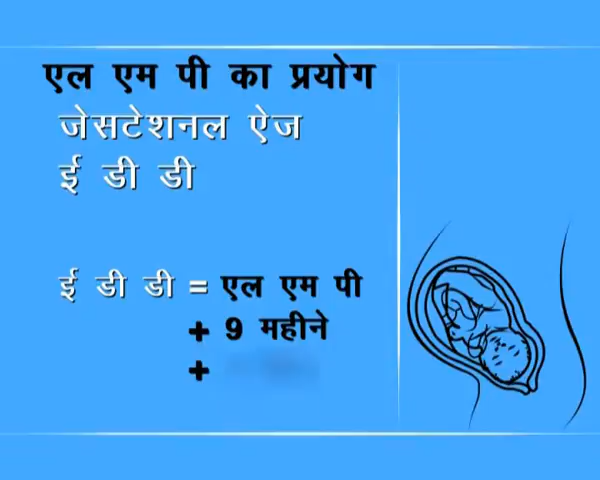 एल एम पी का प्रयोग
जेसटेशनल ऐज
ई डी डी
ई डी डी = एल एम पी
+ 9 महीने
+